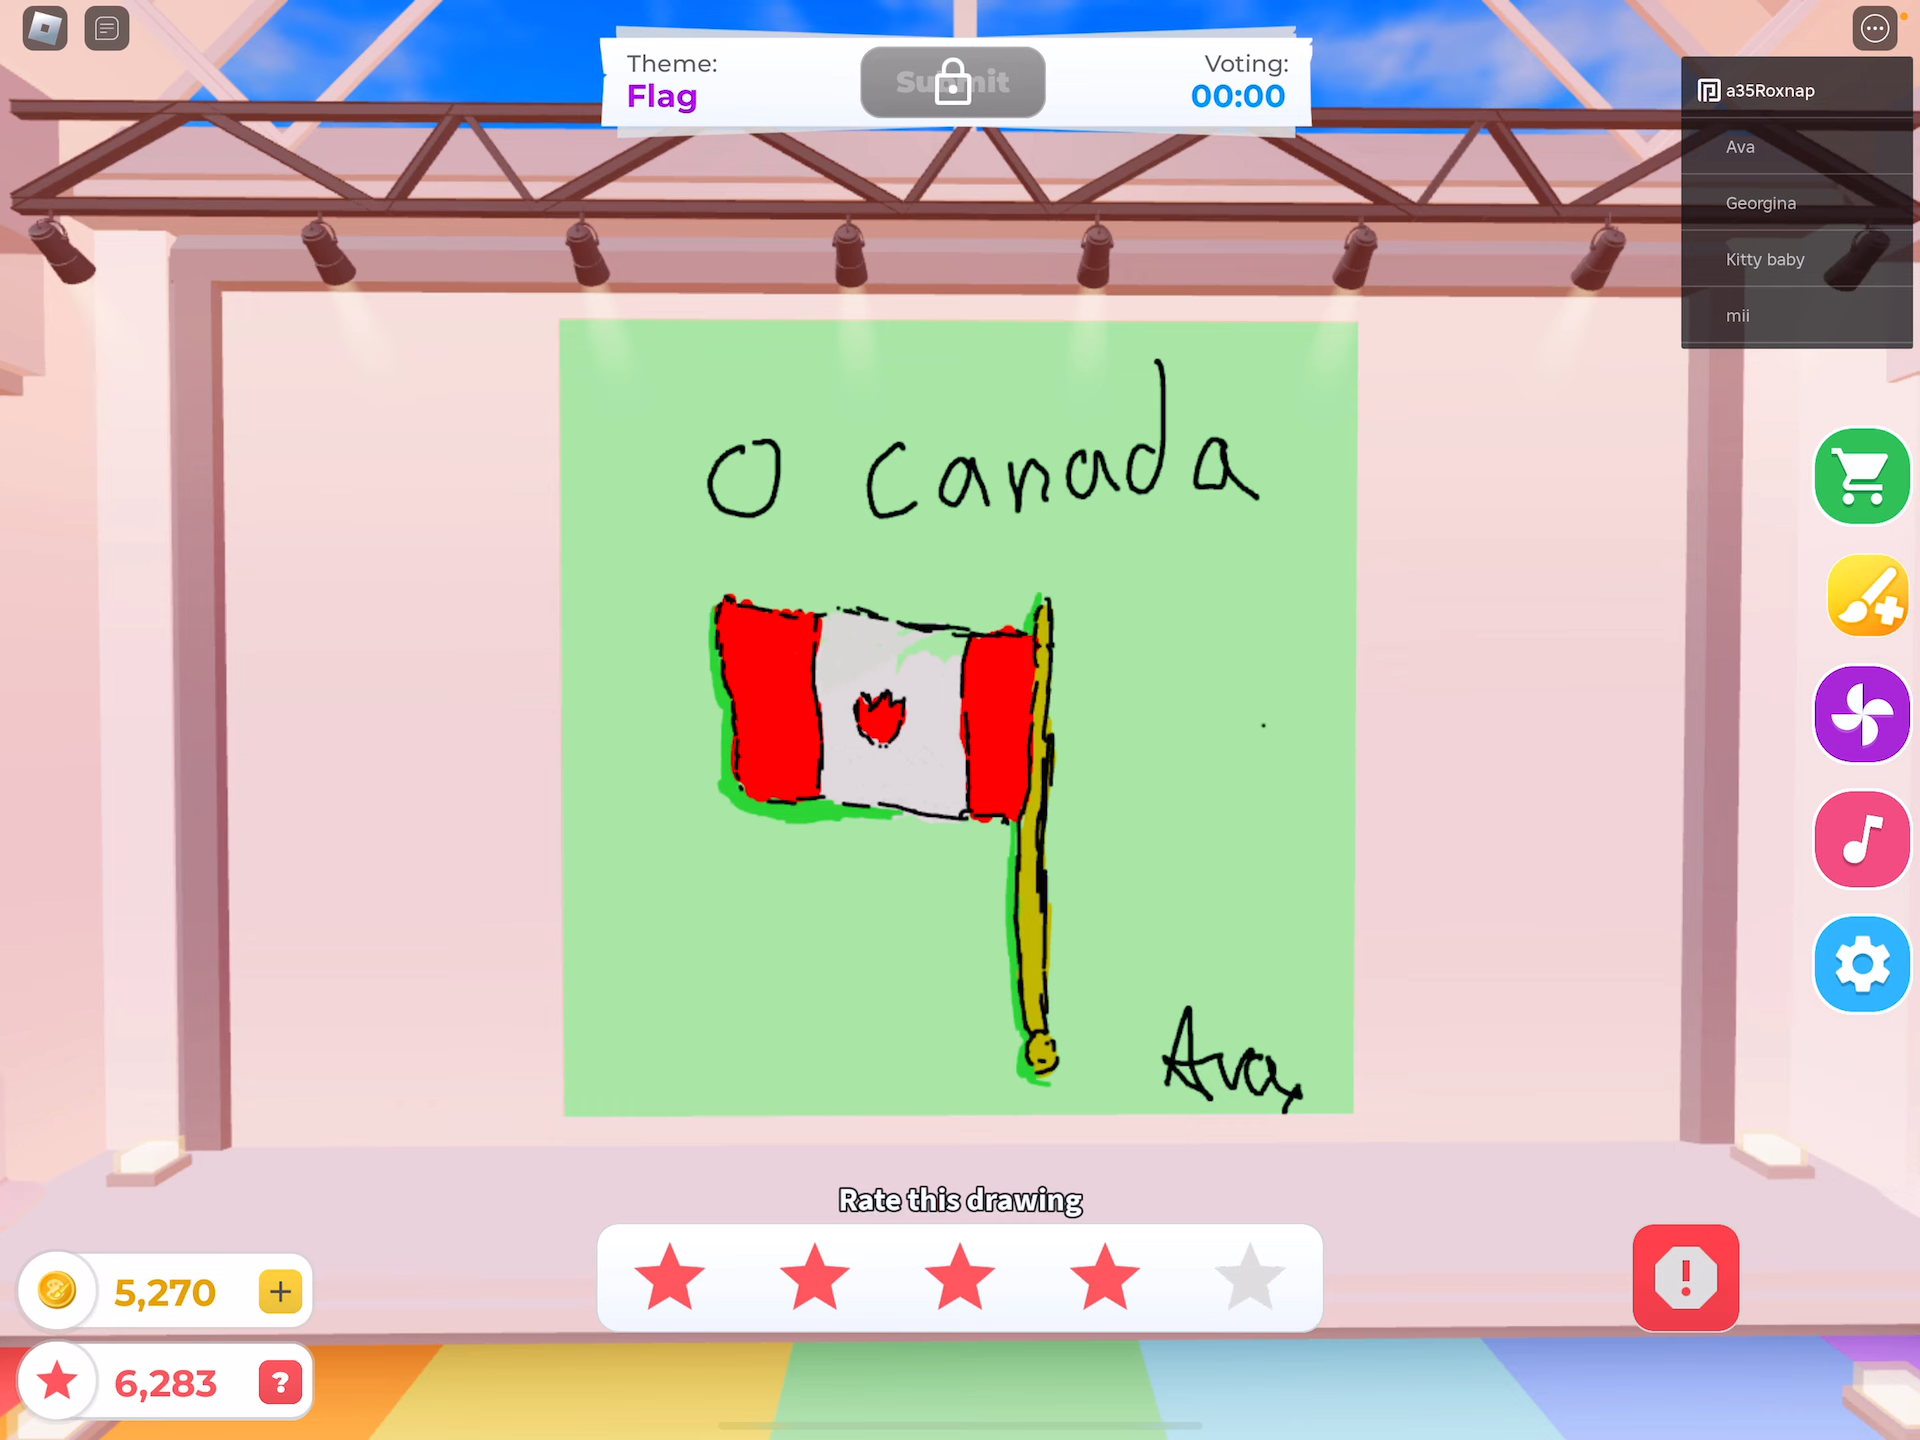 Theme:
Flag
Submit
Voting:
00:00
a35Roxnap
Ava
Georgina
Kitty baby
mii
O Canada
Ava
Rate this drawing
5,270
+
6,283
?